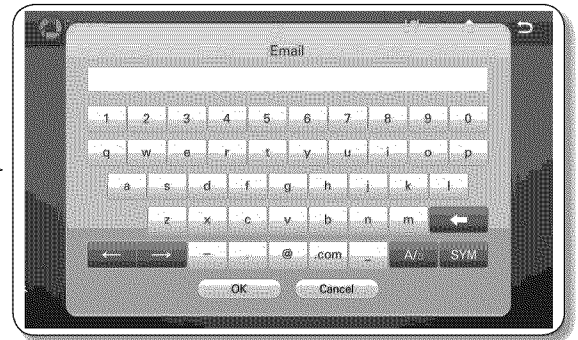 Email
1 2 3 4 5 6 7 8 9 0
q w e r t y u i o p
a s d f g h j k l
z x c v b n m ←
← → – . @ .com _ A/a SYM
OK Cancel